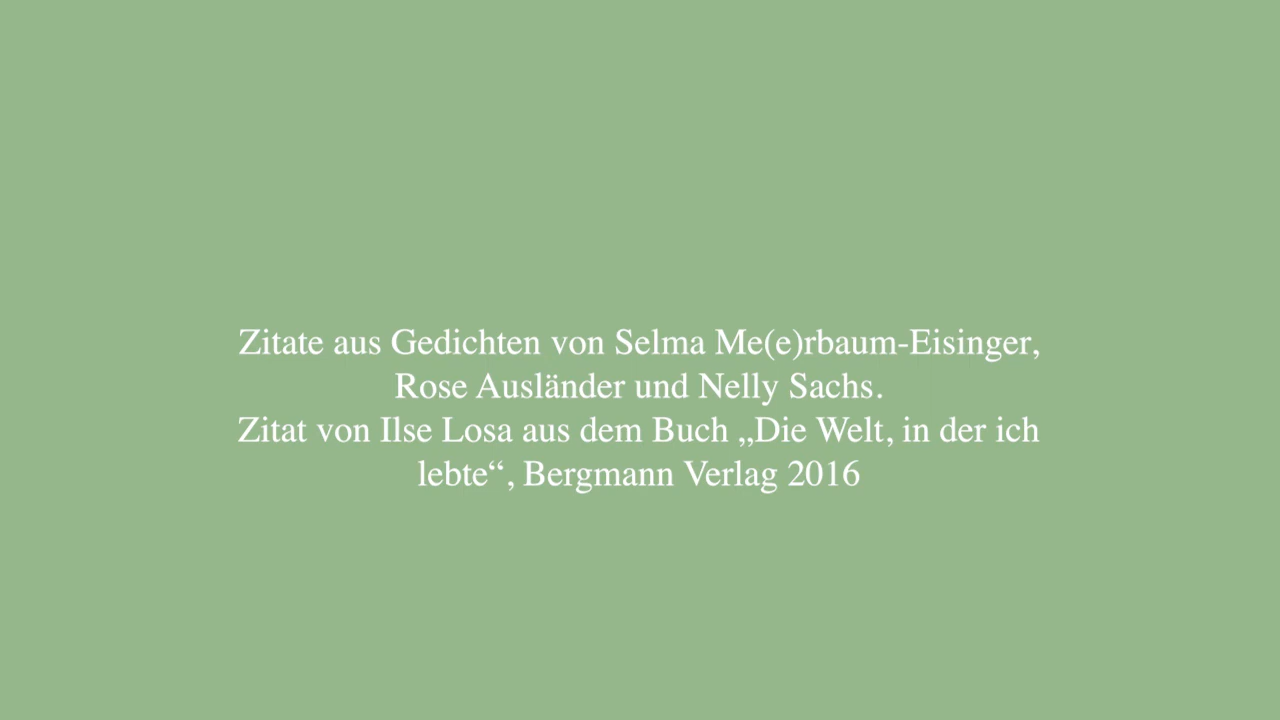 Zitate aus Gedichten von Selma Me(e)rbaum-Eisinger,
Rose Ausländer und Nelly Sachs.
Zitat von Ilse Losa aus dem Buch „Die Welt, in der ich
lebte“, Bergmann Verlag 2016